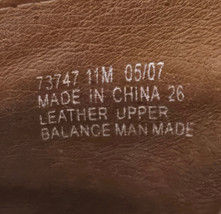 73747 11M 05/07
MADE IN CHINA 26
LEATHER UPPER
BALANCE MAN MADE